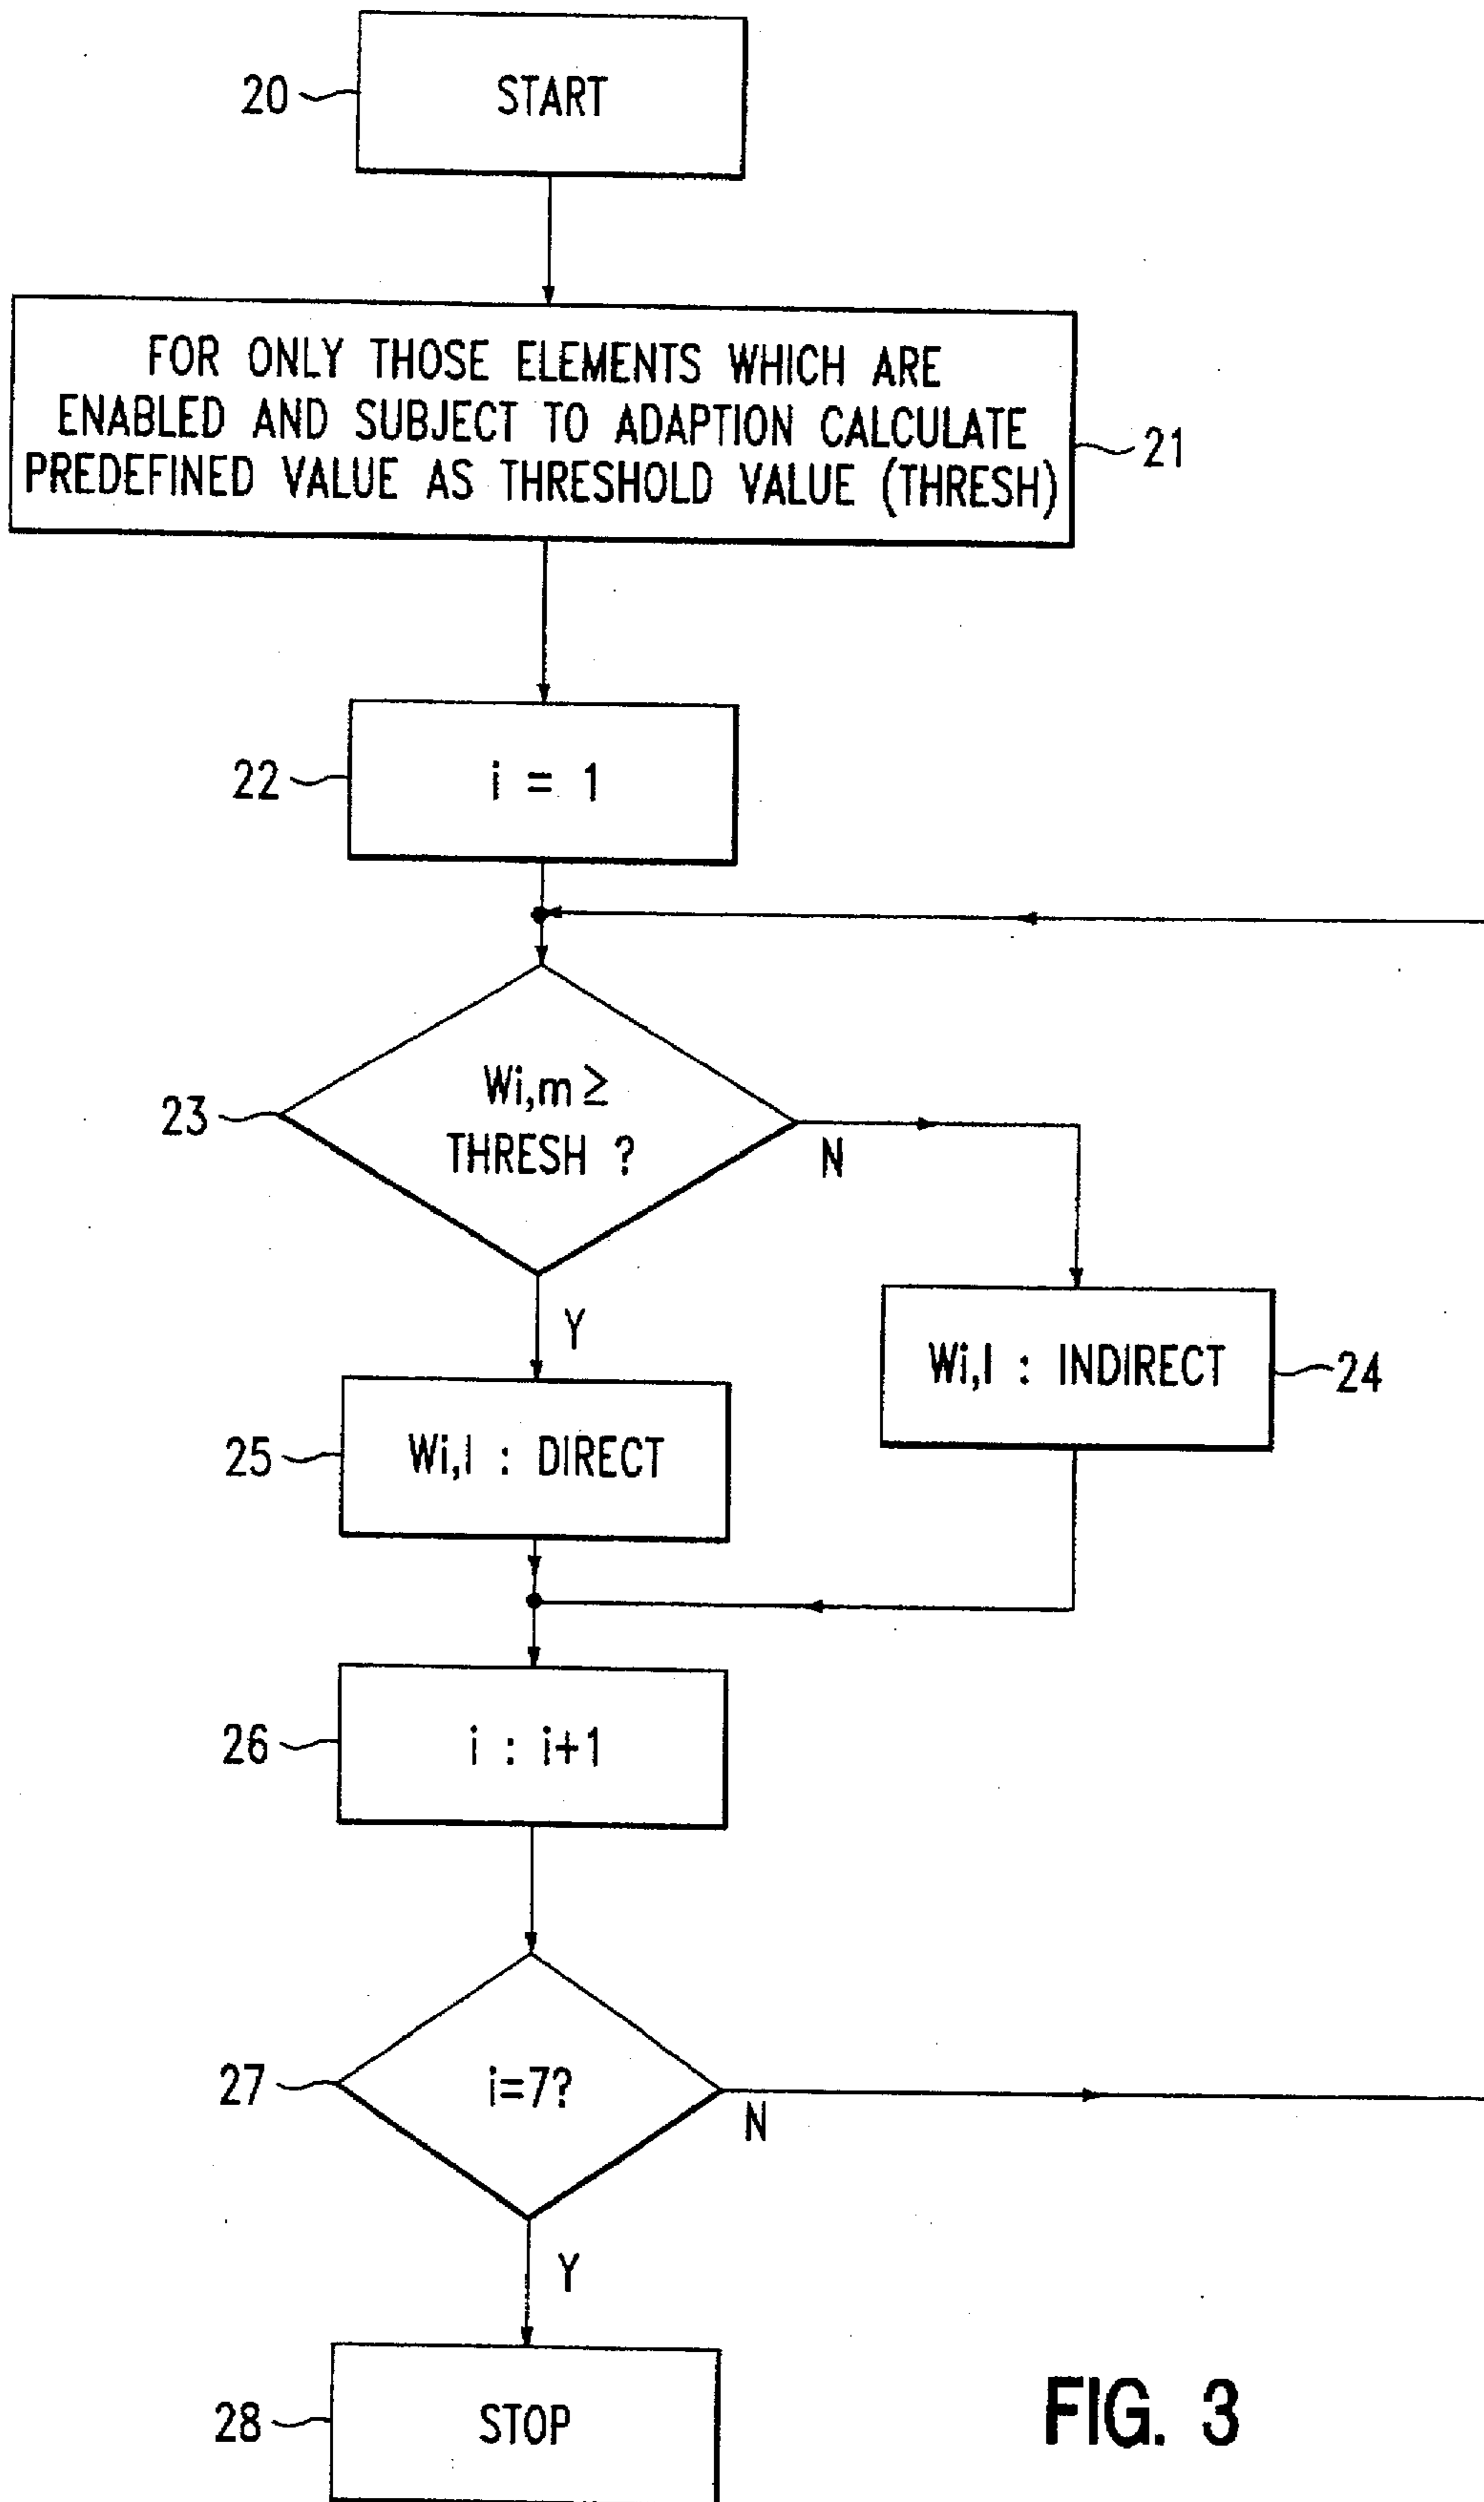 20
START
FOR ONLY THOSE ELEMENTS WHICH ARE
ENABLED AND SUBJECT TO ADAPTION CALCULATE
PREDEFINED VALUE AS THRESHOLD VALUE (THRESH)
21
22
i = 1
23
Wi,m ≥
THRESH ?
N
Y
Wi,l : INDIRECT
24
25
Wi,l : DIRECT
26
i : i+1
27
i=7?
N
Y
28
STOP
FIG. 3